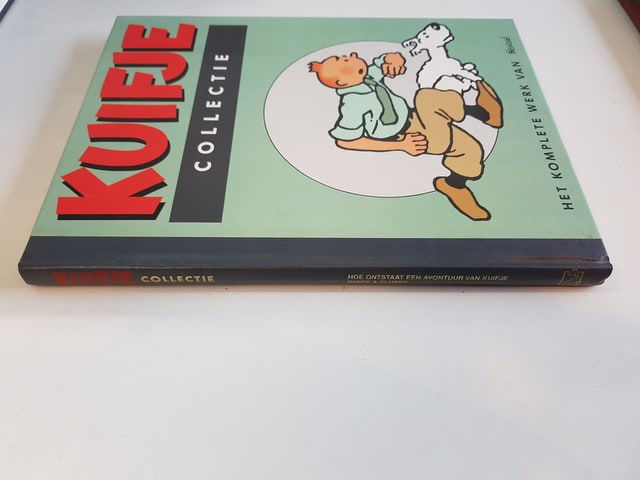 KUIFJE
COLLECTIE
HET KOMPLETE WERK VAN Hergé
KUIFJE COLLECTIE
HOE ONTSTAAT EEN AVONTUUR VAN KUIFJE